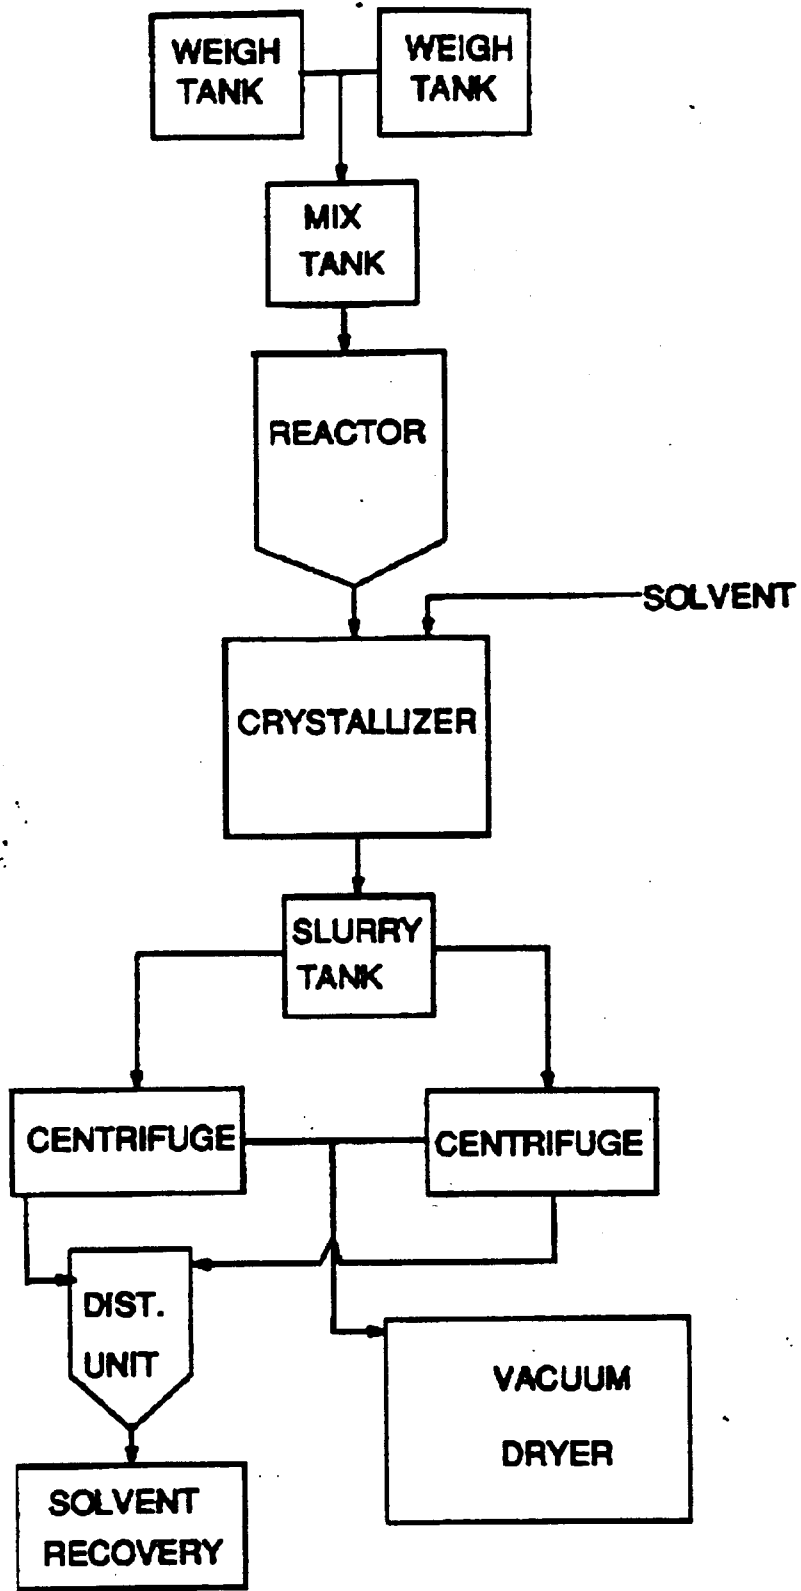 WEIGH
TANK
WEIGH
TANK
MIX
TANK
REACTOR
SOLVENT
CRYSTALLIZER
SLURRY
TANK
CENTRIFUGE
CENTRIFUGE
DIST.
UNIT
VACUUM
DRYER
SOLVENT
RECOVERY